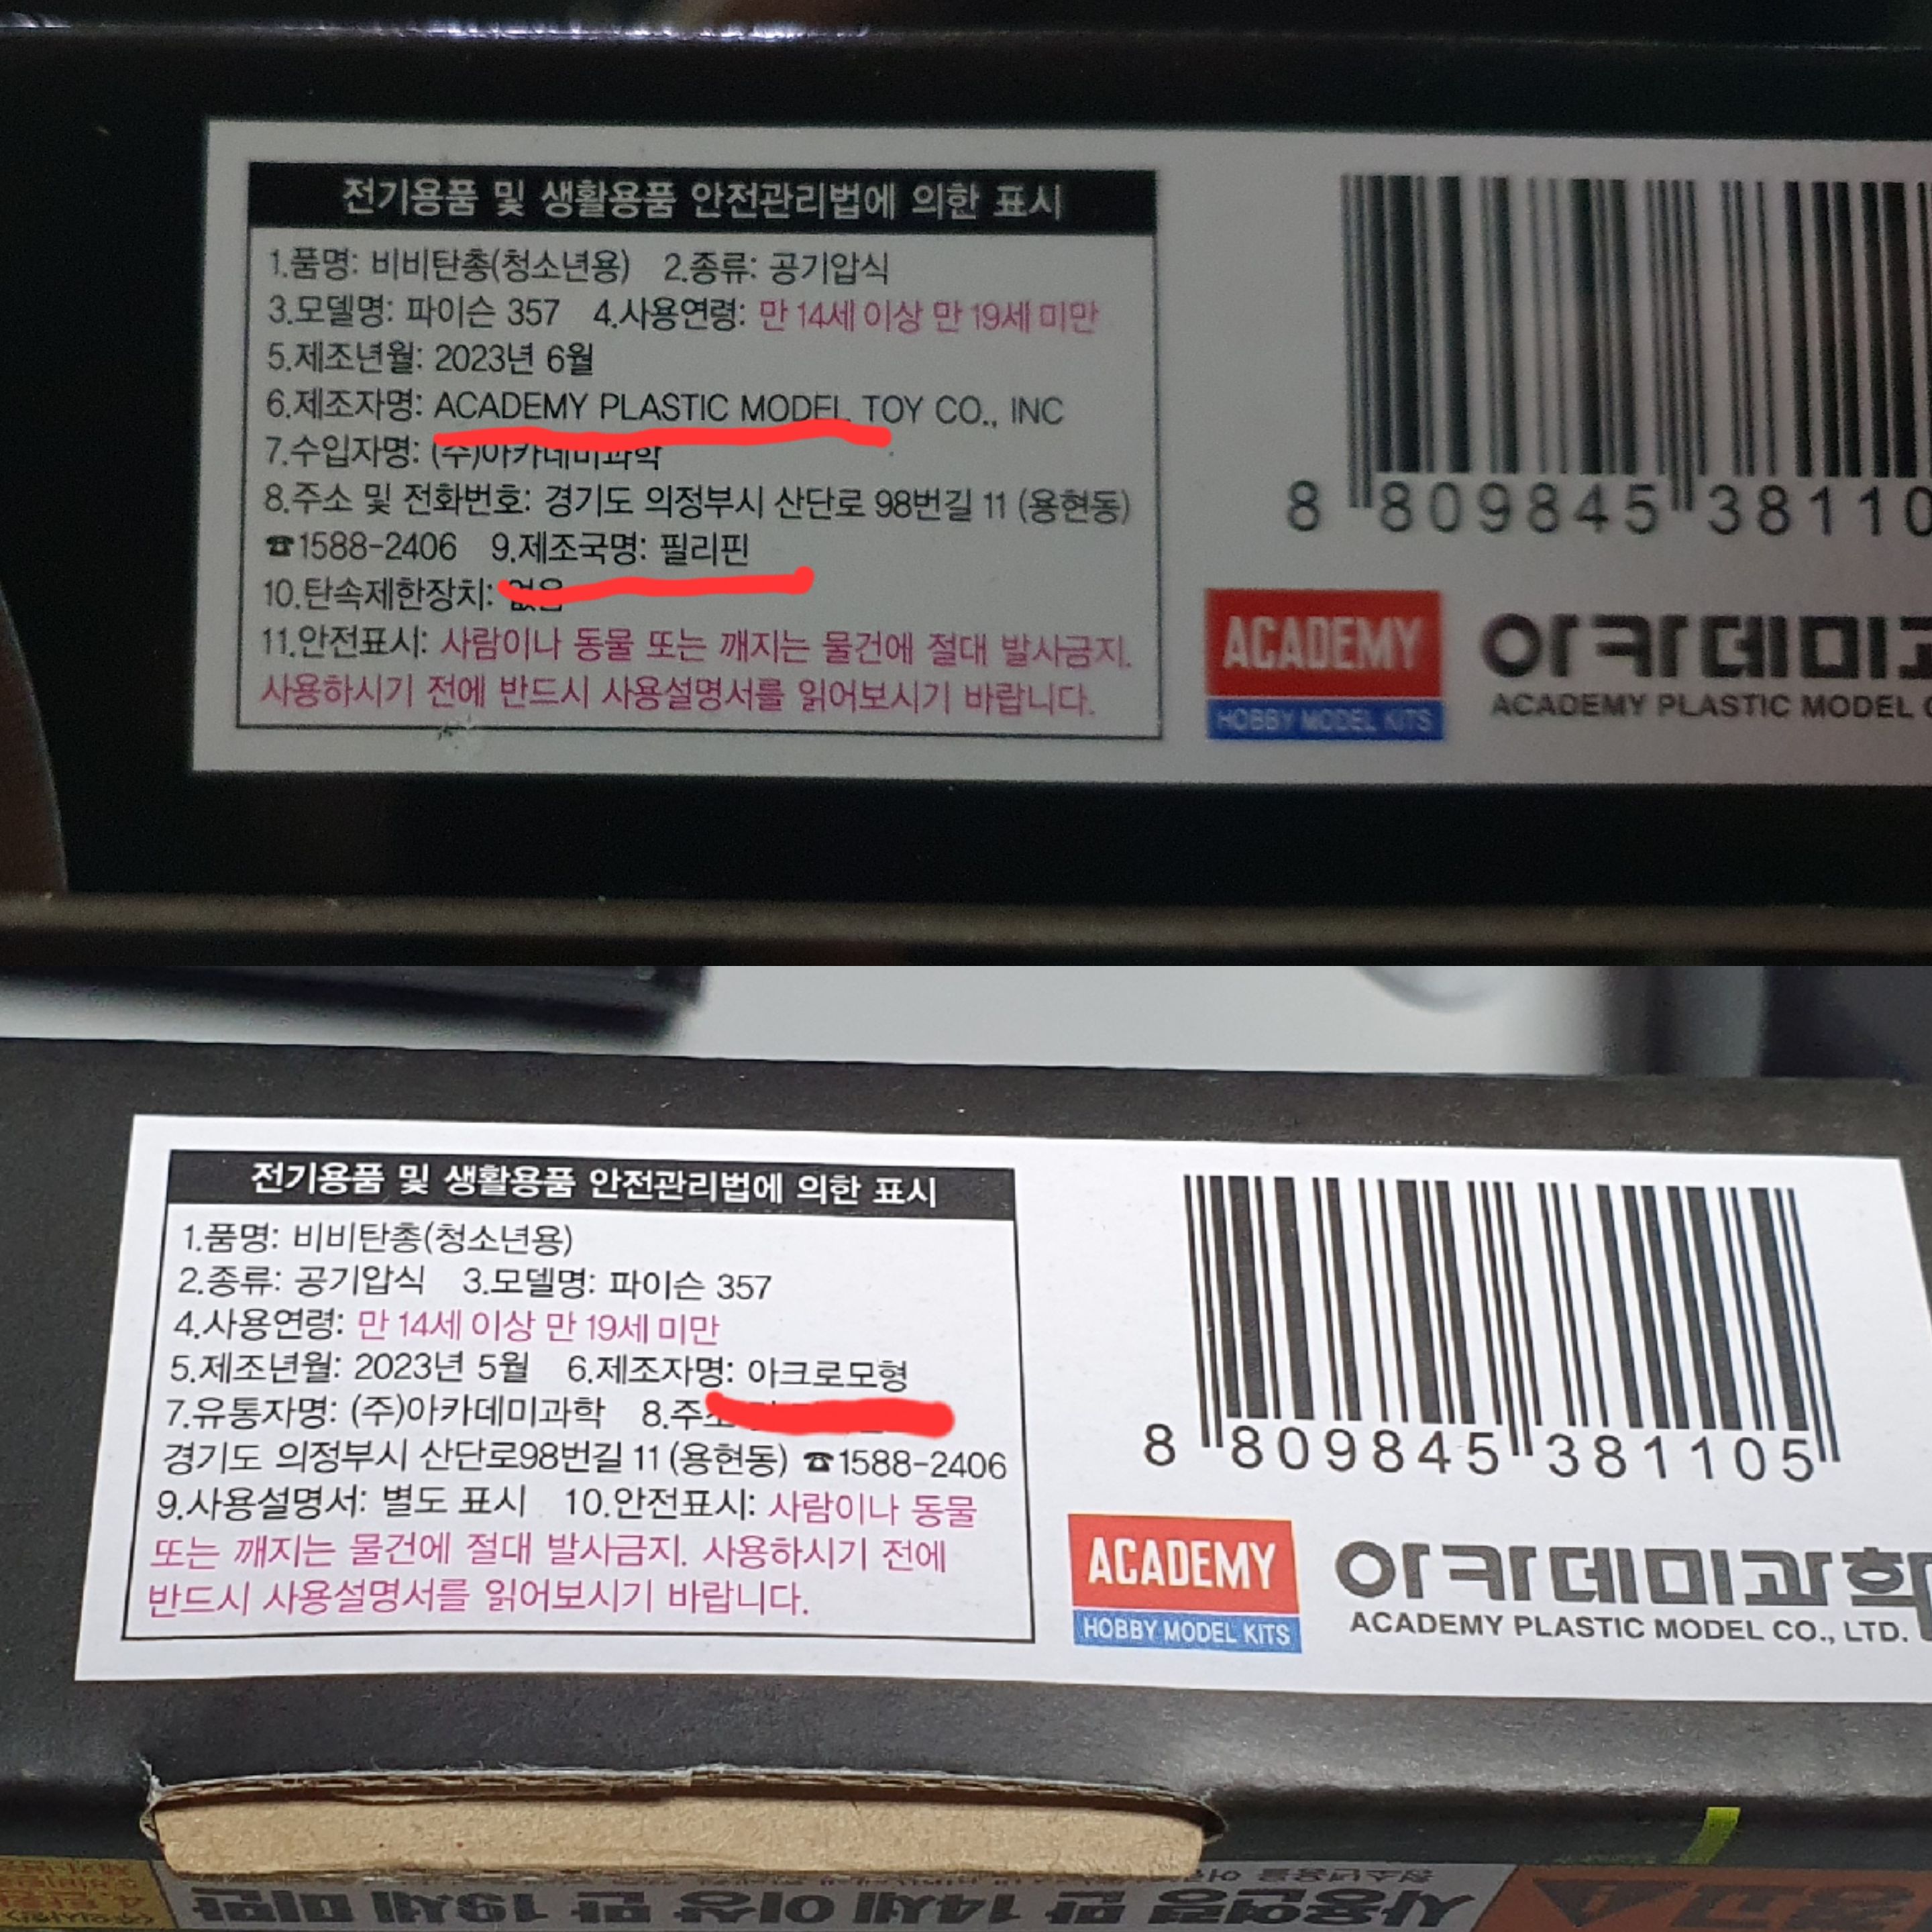 전기용품 및 생활용품 안전관리법에 의한 표시
1.품명: 비비탄총(청소년용) 2.종류: 공기압식
3.모델명: 파이슨 357 4.사용연령: 만 14세 이상 만 19세 미만
5.제조년월: 2023년 6월
6.제조자명: ACADEMY PLASTIC MODEL TOY CO., INC
7.수입자명: (주)아카데미과학
8.주소 및 전화번호: 경기도 의정부시 산단로 98번길 11 (용현동)
☎1588-2406 9.제조국명: 필리핀
10.탄속제한장치: 없음
11.안전표시: 사람이나 동물 또는 깨지는 물건에 절대 발사금지.
사용하시기 전에 반드시 사용설명서를 읽어보시기 바랍니다.
8 809845 38110
ACADEMY
HOBBY MODEL KITS
아카데미
ACADEMY PLASTIC MODEL
전기용품 및 생활용품 안전관리법에 의한 표시
1.품명: 비비탄총(청소년용)
2.종류: 공기압식 3.모델명: 파이슨 357
4.사용연령: 만 14세 이상 만 19세 미만
5.제조년월: 2023년 5월 6.제조자명: 아크로모형
7.유통자명: (주)아카데미과학 8.주소
경기도 의정부시 산단로98번길 11 (용현동) ☎1588-2406
9.사용설명서: 별도 표시 10.안전표시: 사람이나 동물
또는 깨지는 물건에 절대 발사금지. 사용하시기 전에
반드시 사용설명서를 읽어보시기 바랍니다.
8 809845 381105
ACADEMY
HOBBY MODEL KITS
아카데미과학
ACADEMY PLASTIC MODEL CO., LTD.
사용연령 만 14세 이상 만 19세 미만
경고